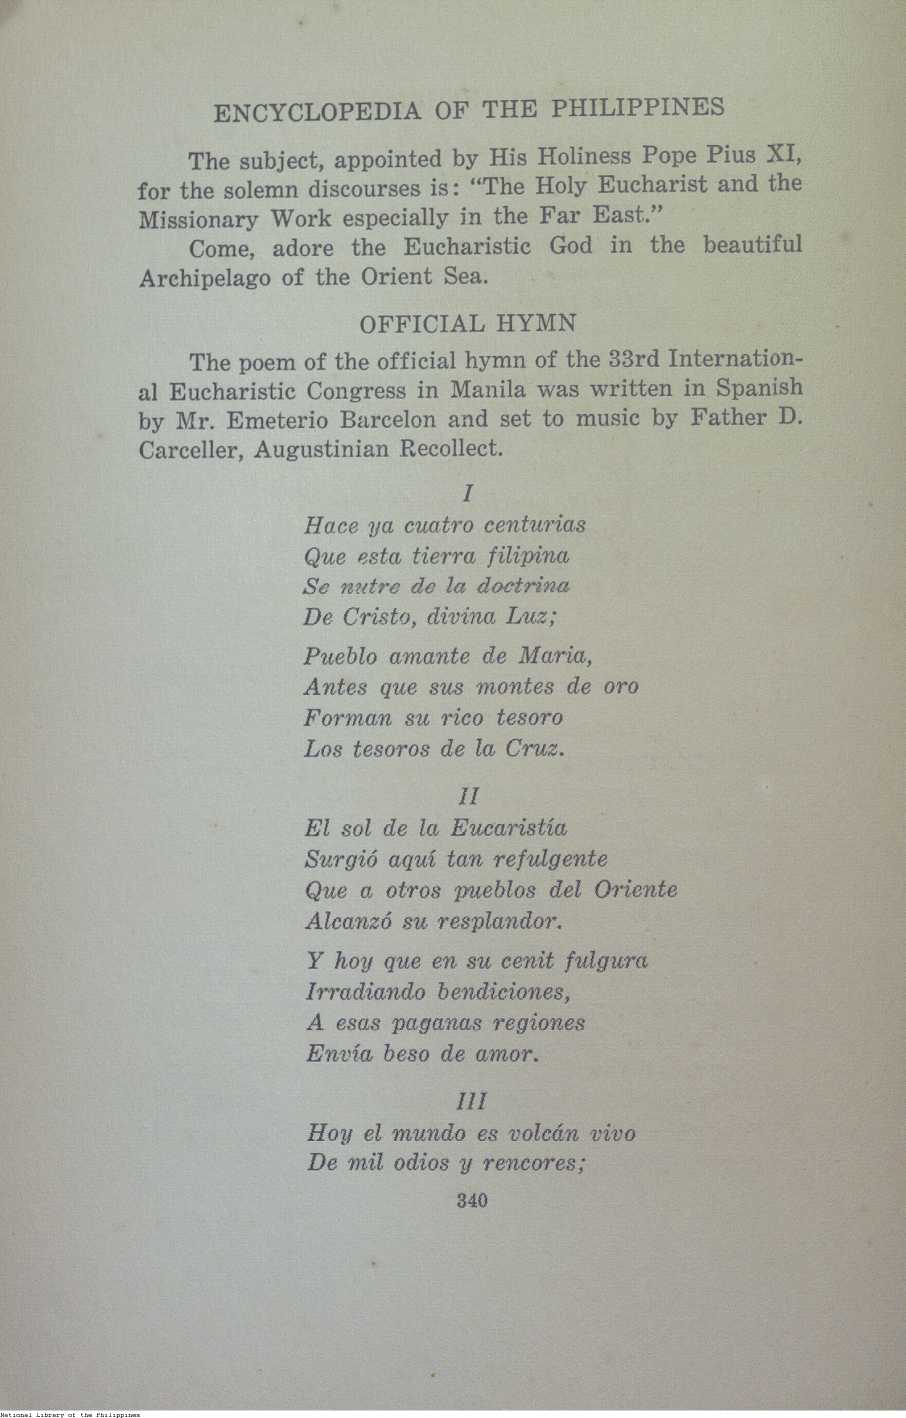 ENCYCLOPEDIA OF THE PHILIPPINES
The subject, appointed by His Holiness Pope Pius XI,
for the solemn discourses is: “The Holy Eucharist and the
Missionary Work especially in the Far East.”
Come, adore the Eucharistic God in the beautiful
Archipelago of the Orient Sea.
OFFICIAL HYMN
The poem of the official hymn of the 33rd Internation-
al Eucharistic Congress in Manila was written in Spanish
by Mr. Emeterio Barcelon and set to music by Father D.
Carceller, Augustinian Recollect.
I
Hace ya cuatro centurias
Que esta tierra filipina
Se nutre de la doctrina
De Cristo, divina Luz;
Pueblo amante de Maria,
Antes que sus montes de oro
Forman su rico tesoro
Los tesoros de la Cruz.
II
El sol de la Eucaristía
Surgió aquí tan refulgente
Que a otros pueblos del Oriente
Alcanzó su resplandor.
Y hoy que en su cenit fulgura
Irradiando bendiciones,
A esas paganas regiones
Envía beso de amor.
III
Hoy el mundo es volcán vivo
De mil odios y rencores;
340
National Library of the Philippines